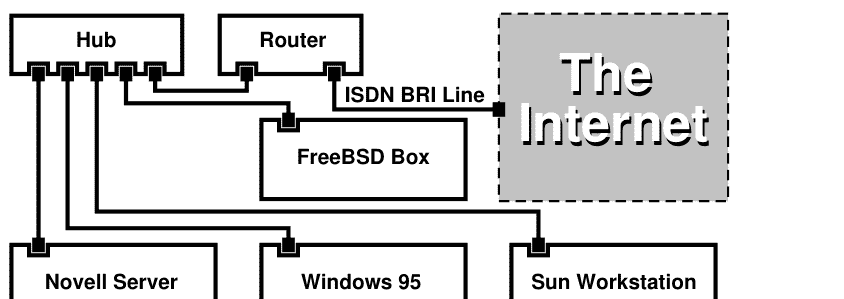 Hub
Router
ISDN BRI Line
The
Internet
FreeBSD Box
Novell Server
Windows 95
Sun Workstation